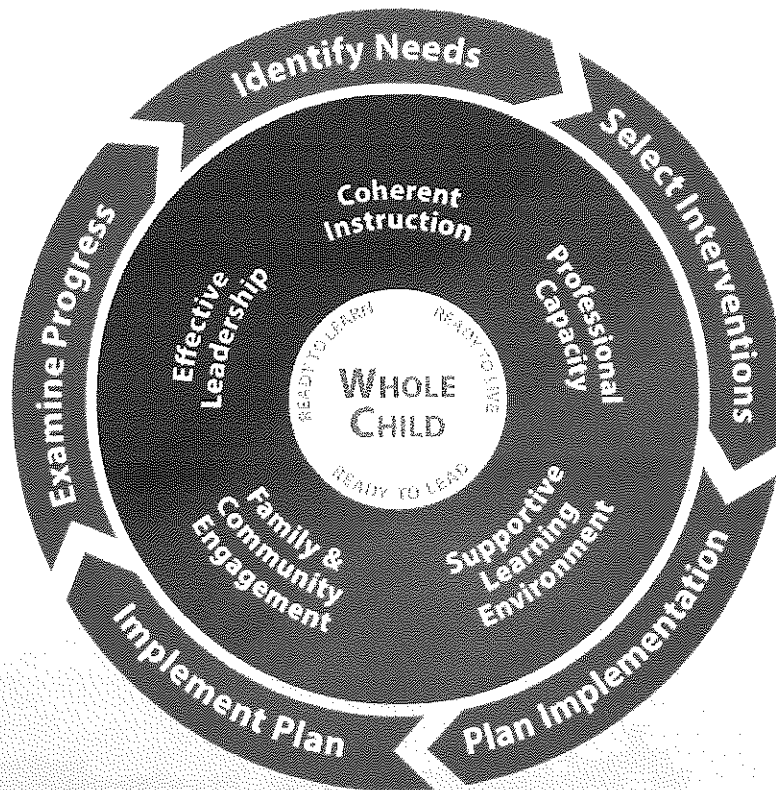 Identify Needs
Select Interventions
Plan Implementation
Implement Plan
Examine Progress
Coherent
Instruction
Professional
Capacity
Supportive
Learning
Environment
Family &
Community
Engagement
Effective
Leadership
READY TO LEARN
READY TO LIVE
READY TO LEAD
WHOLE
CHILD